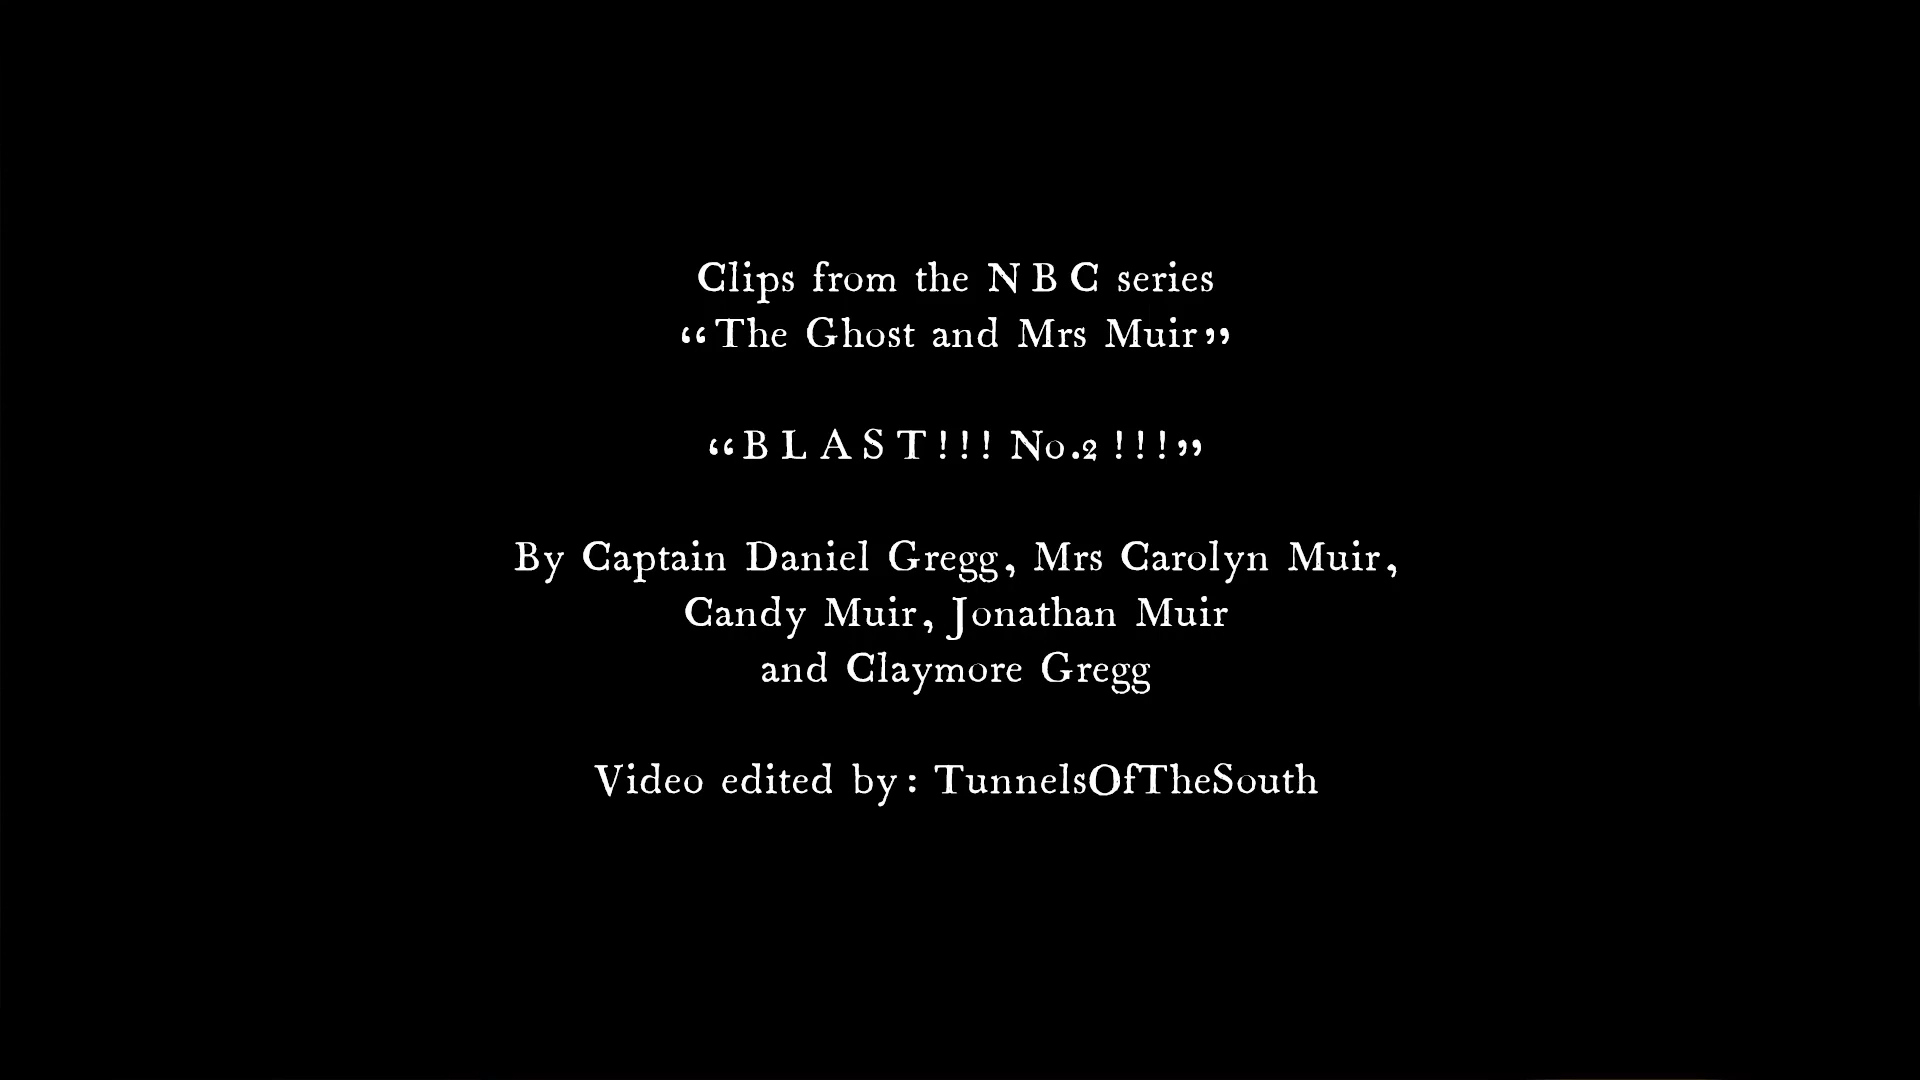 Clips from the N B C series
“The Ghost and Mrs Muir”
“B L A S T ! ! ! No.2 ! ! !”
By Captain Daniel Gregg, Mrs Carolyn Muir,
Candy Muir, Jonathan Muir
and Claymore Gregg
Video edited by: TunnelsOfTheSouth